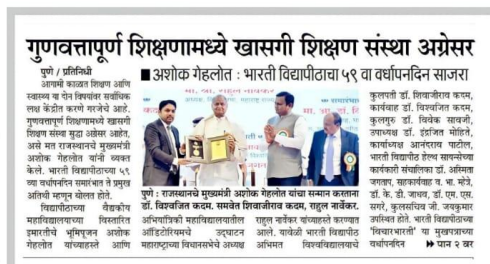 गुणवत्तापूर्ण शिक्षणामध्ये खासगी शिक्षण संस्था अग्रेसर
पुणे / प्रतिनिधी
आगामी काळात शिक्षण आणि
स्वास्थ्य या दोन विषयांवर सर्वाधिक
लक्ष केंद्रीत करणे गरजेचे आहे.
गुणवत्तापूर्ण शिक्षणामध्ये खासगी
शिक्षण संस्था सुद्धा अग्रेसर आहेत,
असे मत राजस्थानचे मुख्यमंत्री
अशोक गेहलोत यांनी व्यक्त
केले. भारती विद्यापीठाच्या ५९
व्या वर्धापनदिन समारंभात ते प्रमुख
अतिथी म्हणून बोलत होते.
विद्यापीठाच्या वैद्यकीय
महाविद्यालयाच्या विस्तारित
इमारतीचे भूमिपूजन अशोक
गेहलोत यांच्याहस्ते आणि
■ अशोक गेहलोत : भारती विद्यापीठाचा ५९ वा वर्धापनदिन साजरा
पुणे : राजस्थानचे मुख्यमंत्री अशोक गेहलोत यांचा सन्मान करताना
डॉ. विश्वजित कदम. समवेत शिवाजीराव कदम, राहुल नार्वेकर.
अभियांत्रिकी महाविद्यालयातील
ऑडिटोरियमचे उद्घाटन
महाराष्ट्राच्या विधानसभेचे अध्यक्ष
राहुल नार्वेकर यांच्याहस्ते करण्यात
आले. यावेळी भारती विद्यापीठ
अभिमत विश्वविद्यालयाचे
कुलपती डॉ. शिवाजीराव कदम,
कार्यवाह डॉ. विश्वजित कदम,
कुलगुरु डॉ. विवेक सावजी,
उपाध्यक्ष डॉ. इंद्रजित मोहिते,
कार्याध्यक्ष आनंदराव पाटील,
भारती विद्यापीठ हेल्थ सायन्सेच्या
कार्यकारी संचालिका डॉ. अस्मिता
जगताप, सहकार्यवाह व. भा. म्हेत्रे,
डॉ. के. डी. जाधव, डॉ. एम. एस.
सगरे, कुलसचिव जी. जयकुमार
उपस्थित होते. भारती विद्यापीठाच्या
'विचारभारती' या मुखपत्राच्या
वर्धापनदिन पान २ वर